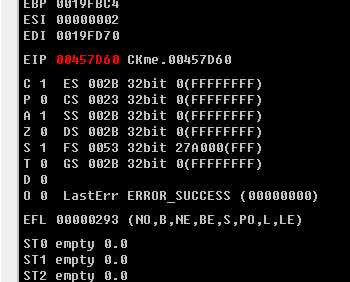 EBP 0019FBC4
ESI 00000002
EDI 0019FD70
EIP 00457D60 CKme.00457D60
C 1 ES 002B 32bit 0(FFFFFFFF)
P 0 CS 0023 32bit 0(FFFFFFFF)
A 1 SS 002B 32bit 0(FFFFFFFF)
Z 0 DS 002B 32bit 0(FFFFFFFF)
S 1 FS 0053 32bit 27A000(FFF)
T 0 GS 002B 32bit 0(FFFFFFFF)
D 0
O 0 LastErr ERROR_SUCCESS (00000000)
EFL 00000293 (NO,B,NE,BE,S,PO,L,LE)
ST0 empty 0.0
ST1 empty 0.0
ST2 empty 0.0